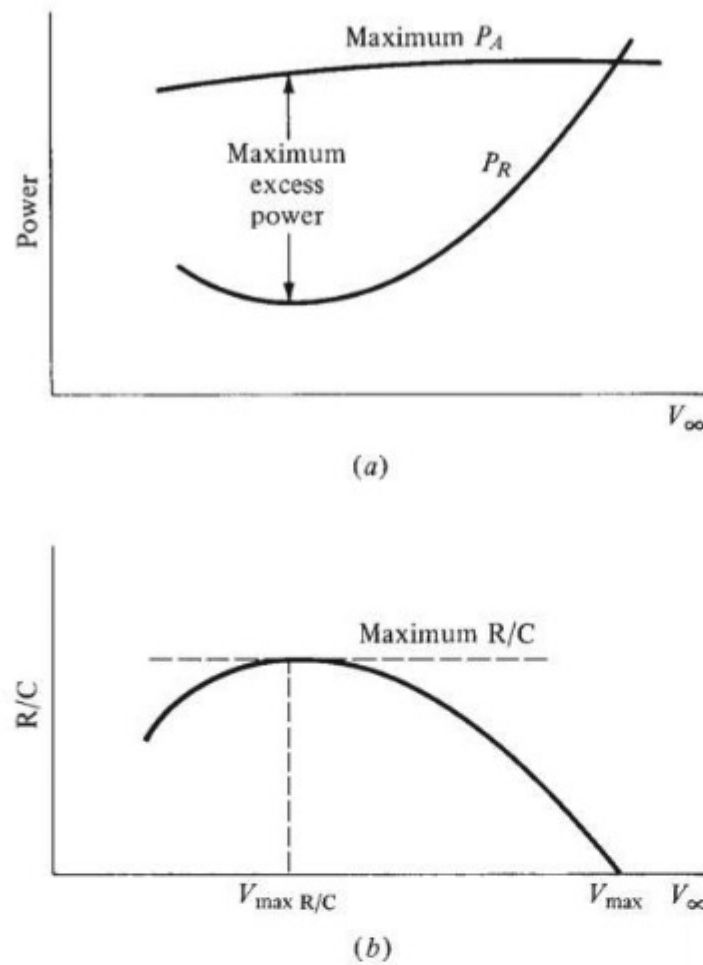 Maximum P_A
Maximum
excess
power
P_R
Power
V_∞
(a)
Maximum R/C
R/C
V_max R/C
V_max
V_∞
(b)